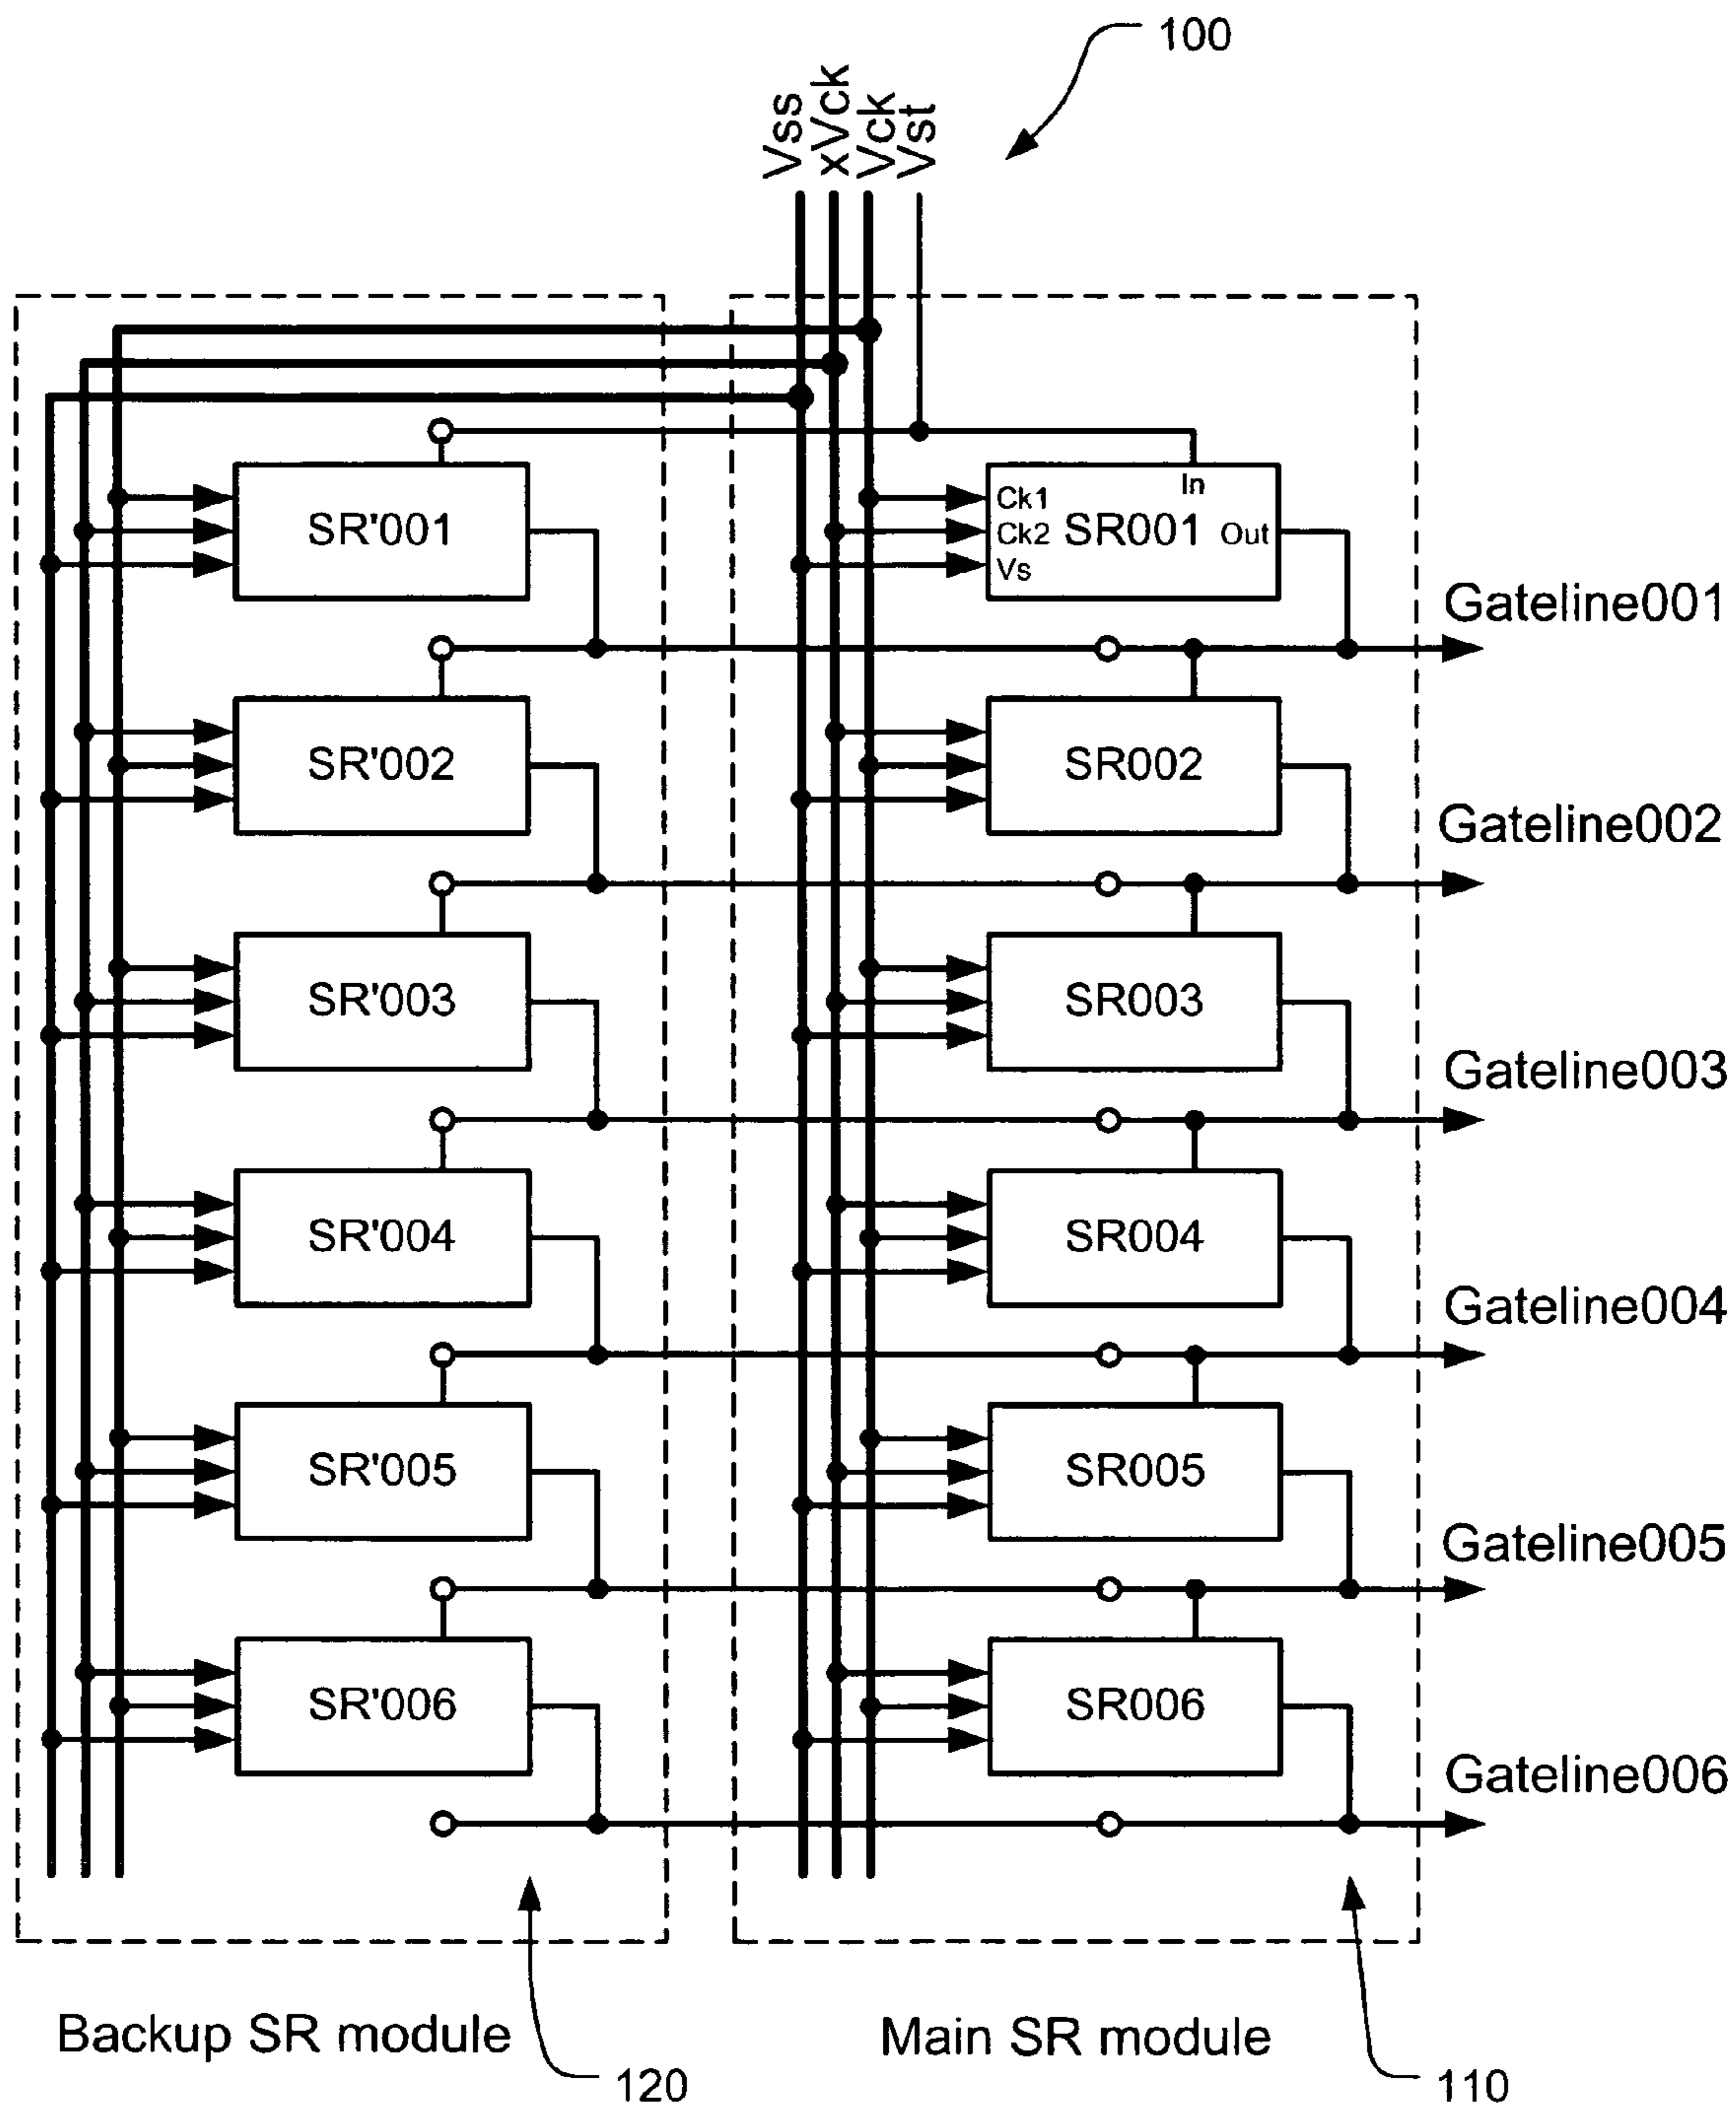 100
Vss
xVck
Vck
Vst
SR'001
In
Ck1
Ck2 SR001 Out
Vs
Gateline001
SR'002
SR002
Gateline002
SR'003
SR003
Gateline003
SR'004
SR004
Gateline004
SR'005
SR005
Gateline005
SR'006
SR006
Gateline006
Backup SR module
Main SR module
120
110